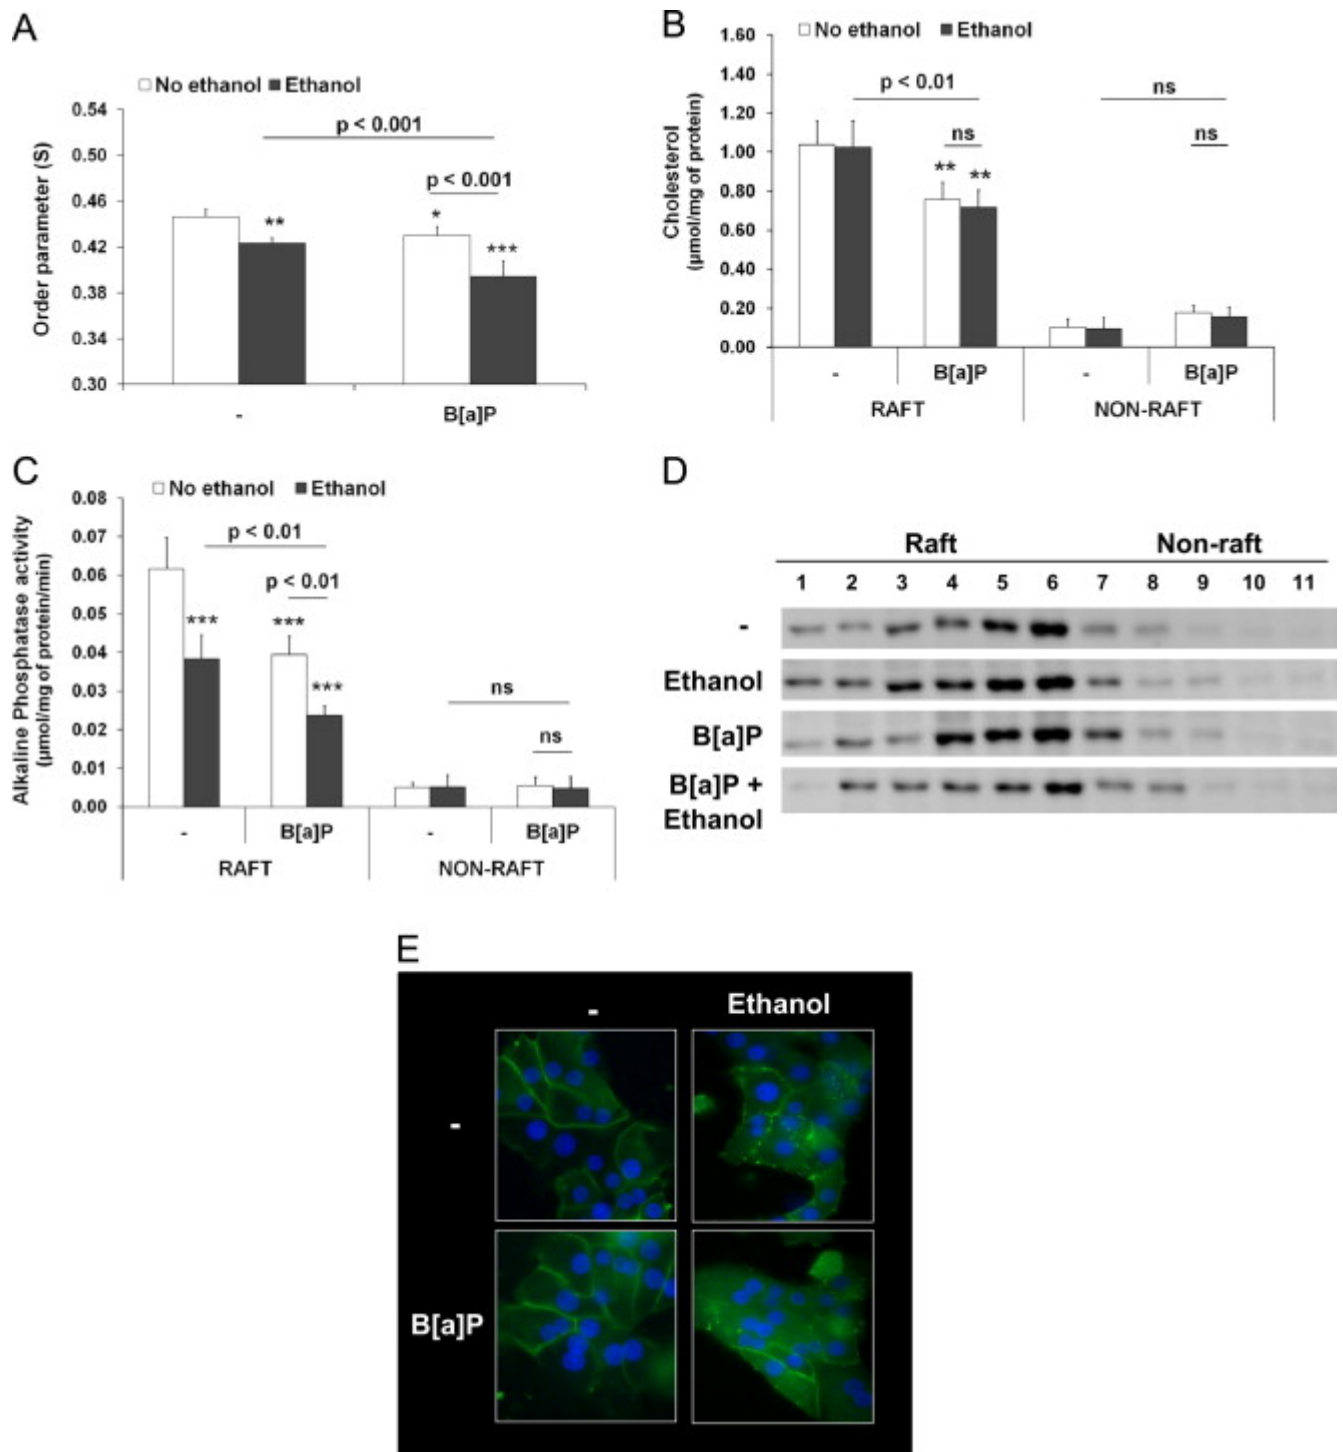 A
No ethanol Ethanol
0.54
0.50
0.46
0.42
0.38
0.34
0.30
Order parameter (S)
p < 0.001
p < 0.001
**
*
***
- B[a]P
B
No ethanol Ethanol
1.60
1.40
1.20
1.00
0.80
0.60
0.40
0.20
0.00
Cholesterol
(µmol/mg of protein)
p < 0.01
ns
ns
ns
** **
- B[a]P - B[a]P
RAFT NON-RAFT
C
No ethanol Ethanol
0.08
0.07
0.06
0.05
0.04
0.03
0.02
0.01
0.00
Alkaline Phosphatase activity
(µmol/mg of protein/min)
p < 0.01
p < 0.01
*** ***
***
ns
ns
- B[a]P - B[a]P
RAFT NON-RAFT
D
Raft Non-raft
1 2 3 4 5 6 7 8 9 10 11
-
Ethanol
B[a]P
B[a]P +
Ethanol
E
- Ethanol
-
B[a]P